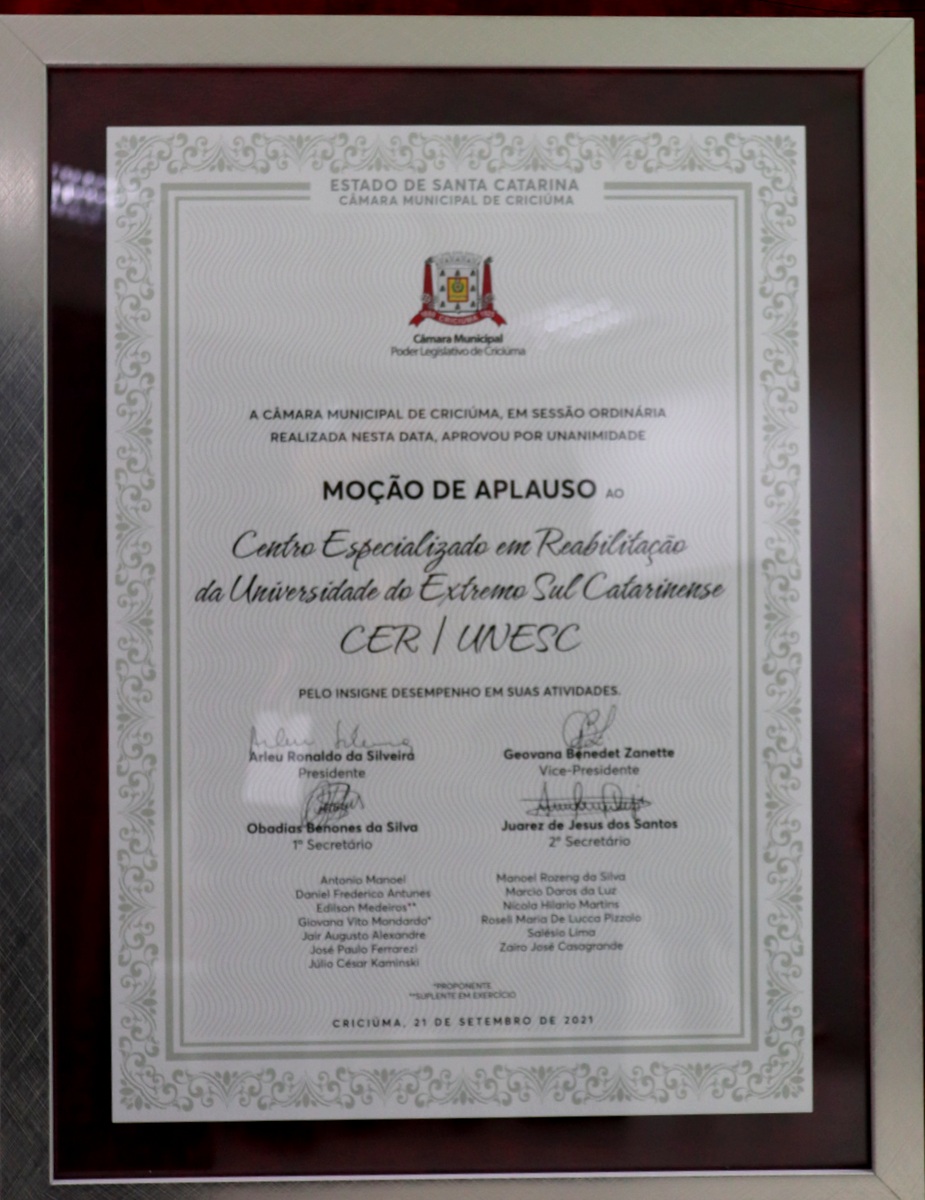 ESTADO DE SANTA CATARINA
CÂMARA MUNICIPAL DE CRICIÚMA
CRICIÚMA
Câmara Municipal
Poder Legislativo de Criciúma
A CÂMARA MUNICIPAL DE CRICIÚMA, EM SESSÃO ORDINÁRIA
REALIZADA NESTA DATA, APROVOU POR UNANIMIDADE
MOÇÃO DE APLAUSO AO
Centro Especializado em Reabilitação
da Universidade do Extremo Sul Catarinense
CER | UNESC
PELO INSIGNE DESEMPENHO EM SUAS ATIVIDADES.
Arleu Ronaldo da Silveira
Presidente
Geovana Benedet Zanette
Vice-Presidente
Obadias Benones da Silva
1º Secretário
Juarez de Jesus dos Santos
2º Secretário
Antonio Manoel
Daniel Frederico Antunes
Edilson Medeiros**
Giovana Vito Mondardo*
Jair Augusto Alexandre
José Paulo Ferrarezi
Júlio César Kaminski
Manoel Rozeng da Silva
Marcio Daros da Luz
Nicola Hilario Martins
Roseli Maria De Lucca Pizzolo
Salésio Lima
Zairo José Casagrande
*PROPONENTE
**SUPLENTE EM EXERCÍCIO
CRICIÚMA, 21 DE SETEMBRO DE 2021